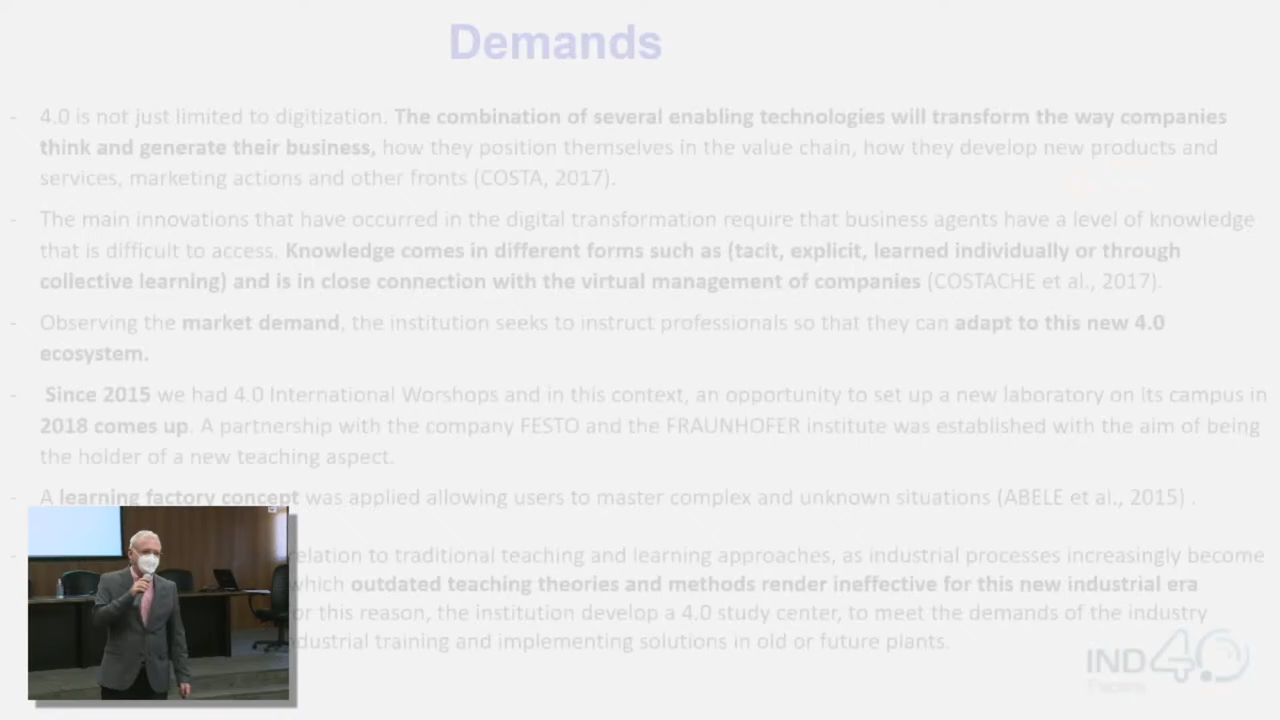 Demands
- 4.0 is not just limited to digitization. The combination of several enabling technologies will transform the way companies
think and generate their business, how they position themselves in the value chain, how they develop new products and
services, marketing actions and other fronts (COSTA, 2017).
- The main innovations that have occurred in the digital transformation require that business agents have a level of knowledge
that is difficult to access. Knowledge comes in different forms such as (tacit, explicit, learned individually or through
collective learning) and is in close connection with the virtual management of companies (COSTACHE et al., 2017).
- Observing the market demand, the institution seeks to instruct professionals so that they can adapt to this new 4.0
ecosystem.
- Since 2015 we had 4.0 International Worshops and in this context, an opportunity to set up a new laboratory on its campus in
2018 comes up. A partnership with the company FESTO and the FRAUNHOFER institute was established with the aim of being
the holder of a new teaching aspect.
- A learning factory concept was applied allowing users to master complex and unknown situations (ABELE et al., 2015) .
- elation to traditional teaching and learning approaches, as industrial processes increasingly become
which outdated teaching theories and methods render ineffective for this new industrial era
or this reason, the institution develop a 4.0 study center, to meet the demands of the industry
dustrial training and implementing solutions in old or future plants.
IND4.0